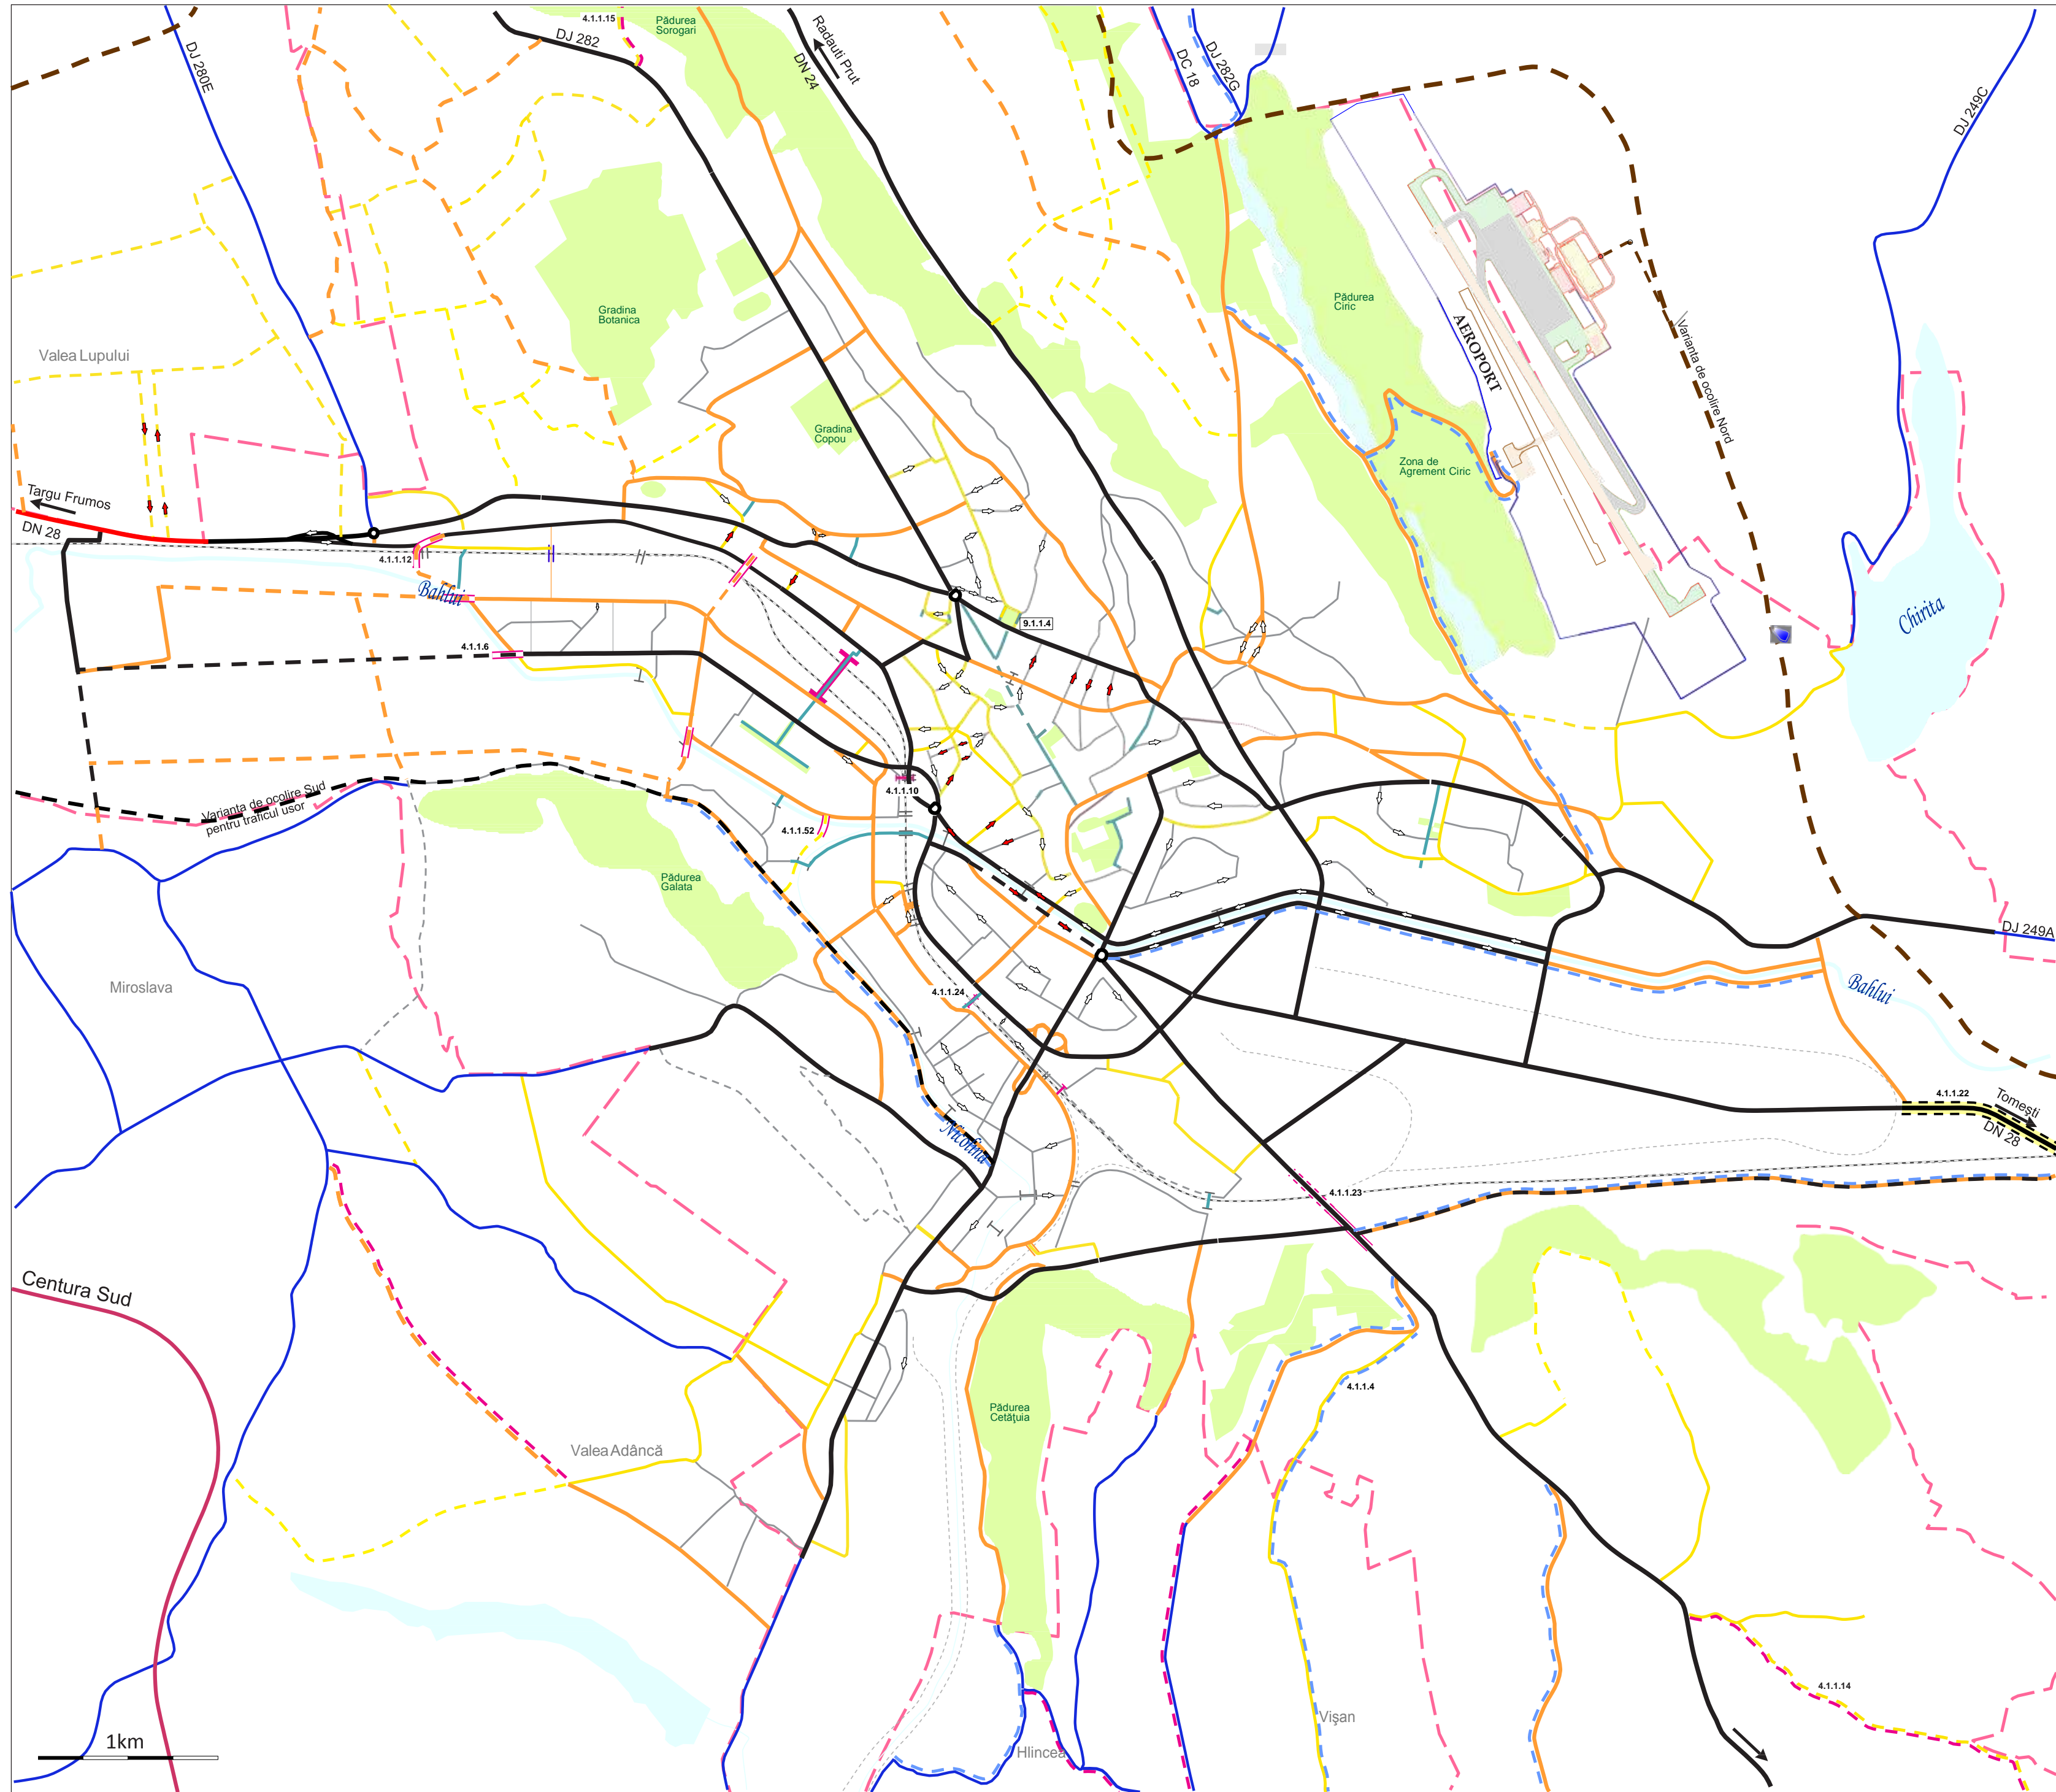 4.1.1.15
Pădurea
Sorogari
DJ 282
DN 24
Radauti Prut
DJ 280E
DC 18
DJ 282G
DJ 249C
Gradina
Botanica
Pădurea
Ciric
AEROPORT
Varianta de ocolire Nord
Valea Lupului
Gradina
Copou
Zona de
Agrement Ciric
Targu Frumos
DN 28
4.1.1.12
Bahlui
9.1.1.4
Chirita
4.1.1.6
4.1.1.10
Varianta de ocolire Sud
pentru traficul usor
4.1.1.52
Pădurea
Galata
DJ 249A
Miroslava
4.1.1.24
Bahlui
4.1.1.22
Tomești
DN 28
Nicolina
4.1.1.23
Centura Sud
4.1.1.4
Pădurea
Cetăţuia
Valea Adâncă
4.1.1.14
Vişan
1km
Hlincea